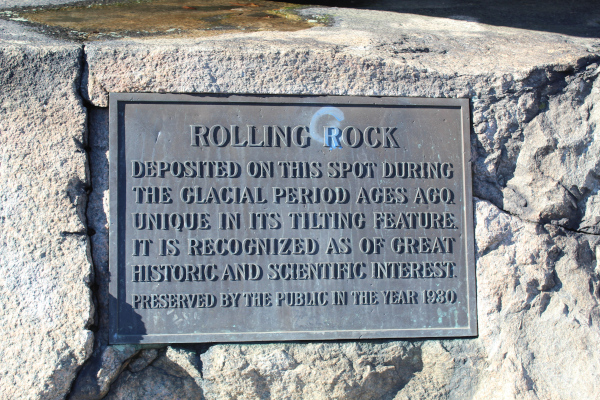 ROLLING ROCK
DEPOSITED ON THIS SPOT DURING
THE GLACIAL PERIOD AGES AGO.
UNIQUE IN ITS TILTING FEATURE.
IT IS RECOGNIZED AS OF GREAT
HISTORIC AND SCIENTIFIC INTEREST.
PRESERVED BY THE PUBLIC IN THE YEAR 1930.